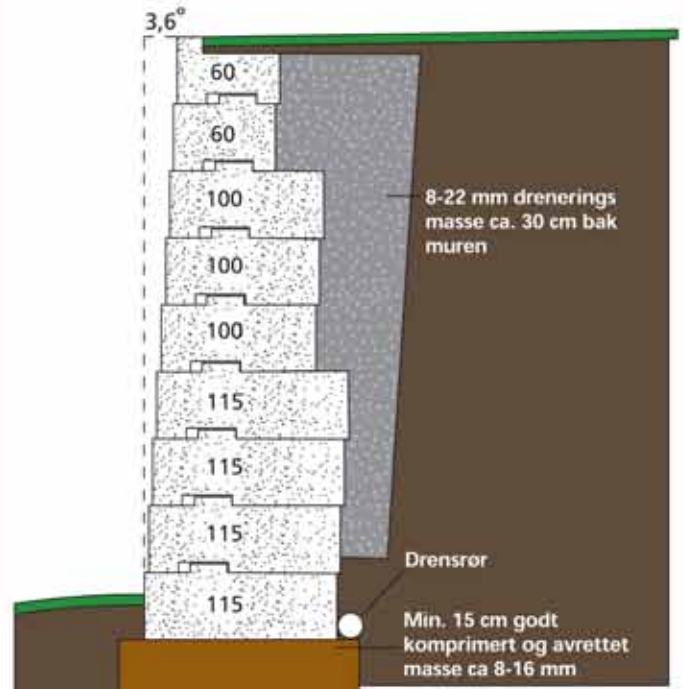 3,6°
60
60
100
8-22 mm drenerings
masse ca. 30 cm bak
muren
100
100
115
115
115
Drensrør
115
Min. 15 cm godt
komprimert og avrettet
masse ca 8-16 mm